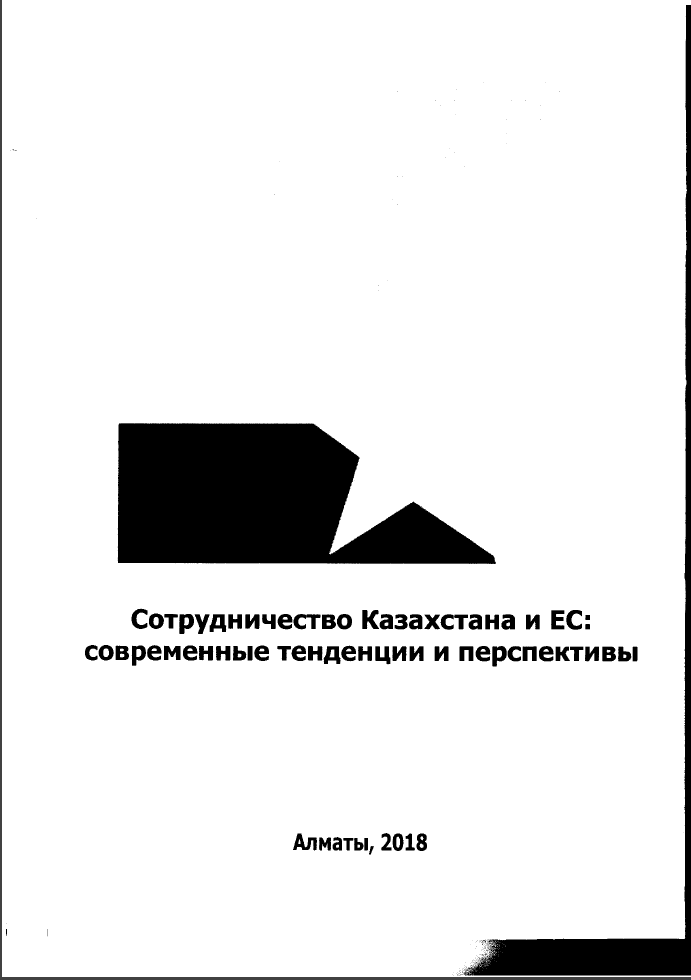 Сотрудничество Казахстана и ЕС:
современные тенденции и перспективы
Алматы, 2018